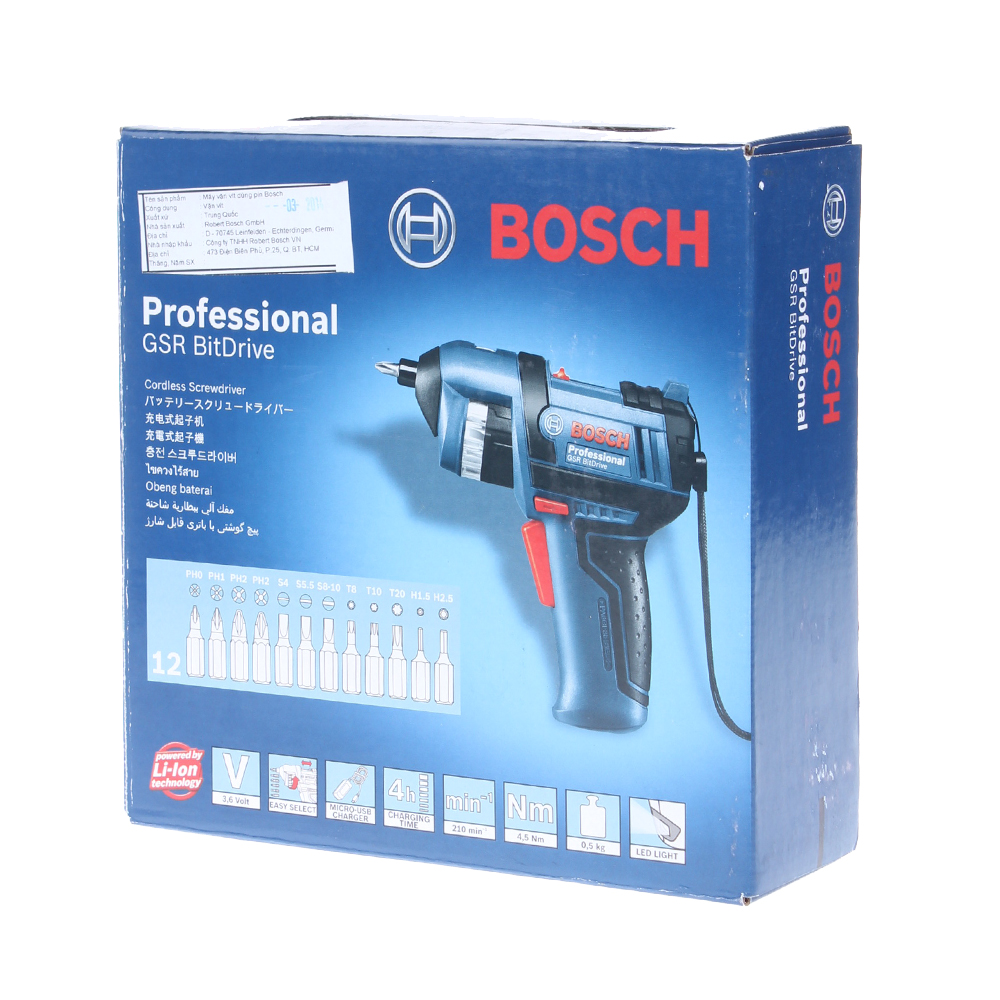 Tên sản phẩm Máy vặn vít dùng pin Bosch
Công dụng Vặn vít
Xuất xứ Trung Quốc
Nhà sản xuất Robert Bosch GmbH
Địa chỉ D - 70745 Leinfelden - Echterdingen, Germ
Nhà nhập khẩu Công ty TNHH Robert Bosch VN
Địa chỉ 473 Điện Biên Phủ, P 25, Q. BT, HCM
Tháng, Năm SX
03
BOSCH
Professional
GSR BitDrive
Cordless Screwdriver
バッテリースクリュードライバー
充电式起子机
充電式起子機
충전 스크루드라이버
ไขควงไร้สาย
Obeng baterai
مفك آلي ببطارية شاحنة
پیچ گوشتی با باتری قابل شارژ
BOSCH
Professional
GSR BitDrive
PH0 PH1 PH2 PH2 S4 S5.5 S8-10 T8 T10 T20 H1.5 H2.5
12
powered by
Li-Ion
technology
V
3,6 Volt
EASY SELECT
MICRO-USB
CHARGER
4h
CHARGING
TIME
min⁻¹
210 min⁻¹
Nm
4,5 Nm
0,5 kg
LED LIGHT
BOSCH
Professional
GSR BitDrive